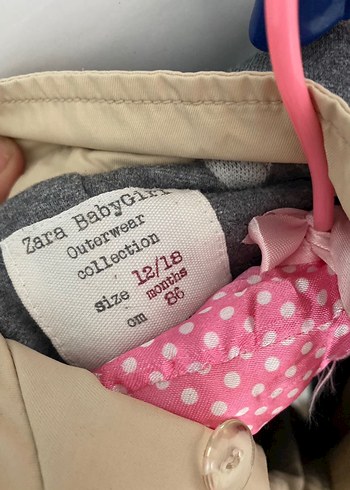 Zara BabyGirl
Outerwear
collection
size 12/18
months
cm 86